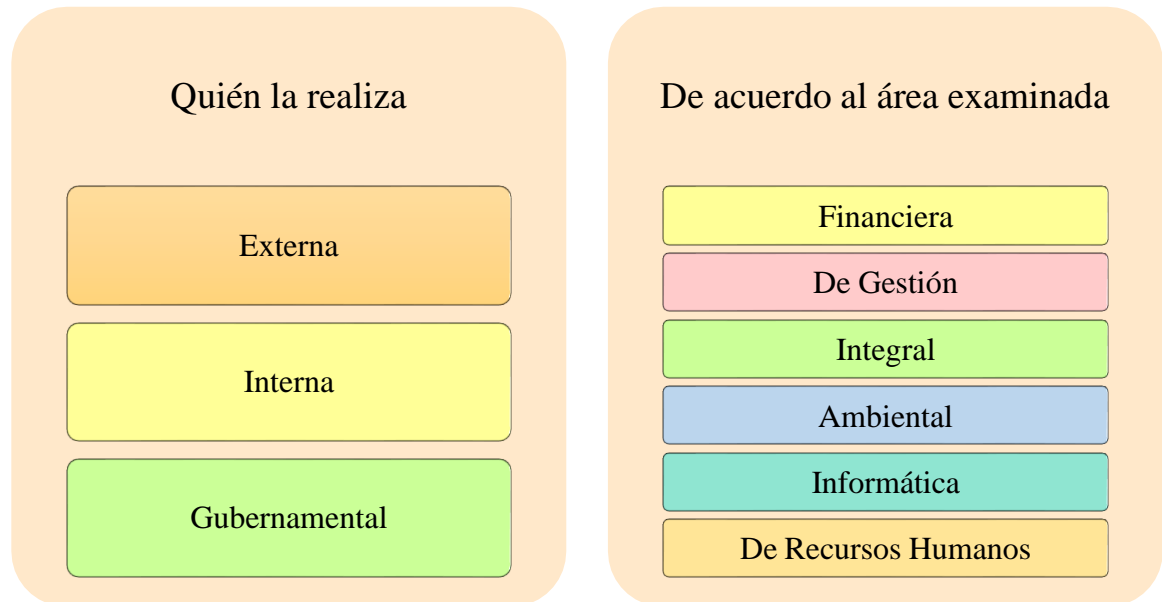 Quién la realiza
Externa
Interna
Gubernamental
De acuerdo al área examinada
Financiera
De Gestión
Integral
Ambiental
Informática
De Recursos Humanos